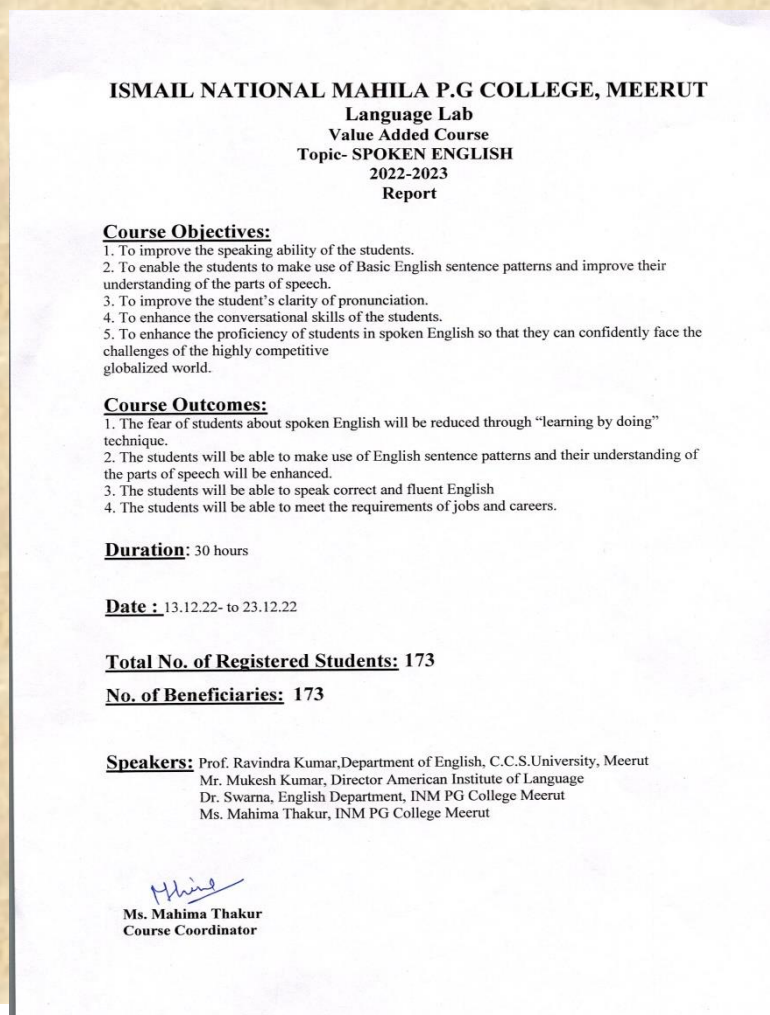 ISMAIL NATIONAL MAHILA P.G COLLEGE, MEERUT
Language Lab
Value Added Course
Topic- SPOKEN ENGLISH
2022-2023
Report
Course Objectives:
1. To improve the speaking ability of the students.
2. To enable the students to make use of Basic English sentence patterns and improve their
understanding of the parts of speech.
3. To improve the student's clarity of pronunciation.
4. To enhance the conversational skills of the students.
5. To enhance the proficiency of students in spoken English so that they can confidently face the
challenges of the highly competitive
globalized world.
Course Outcomes:
1. The fear of students about spoken English will be reduced through “learning by doing”
technique.
2. The students will be able to make use of English sentence patterns and their understanding of
the parts of speech will be enhanced.
3. The students will be able to speak correct and fluent English
4. The students will be able to meet the requirements of jobs and careers.
Duration: 30 hours
Date : 13.12.22- to 23.12.22
Total No. of Registered Students: 173
No. of Beneficiaries: 173
Speakers: Prof. Ravindra Kumar,Department of English, C.C.S.University, Meerut
Mr. Mukesh Kumar, Director American Institute of Language
Dr. Swarna, English Department, INM PG College Meerut
Ms. Mahima Thakur, INM PG College Meerut
Ms. Mahima Thakur
Course Coordinator